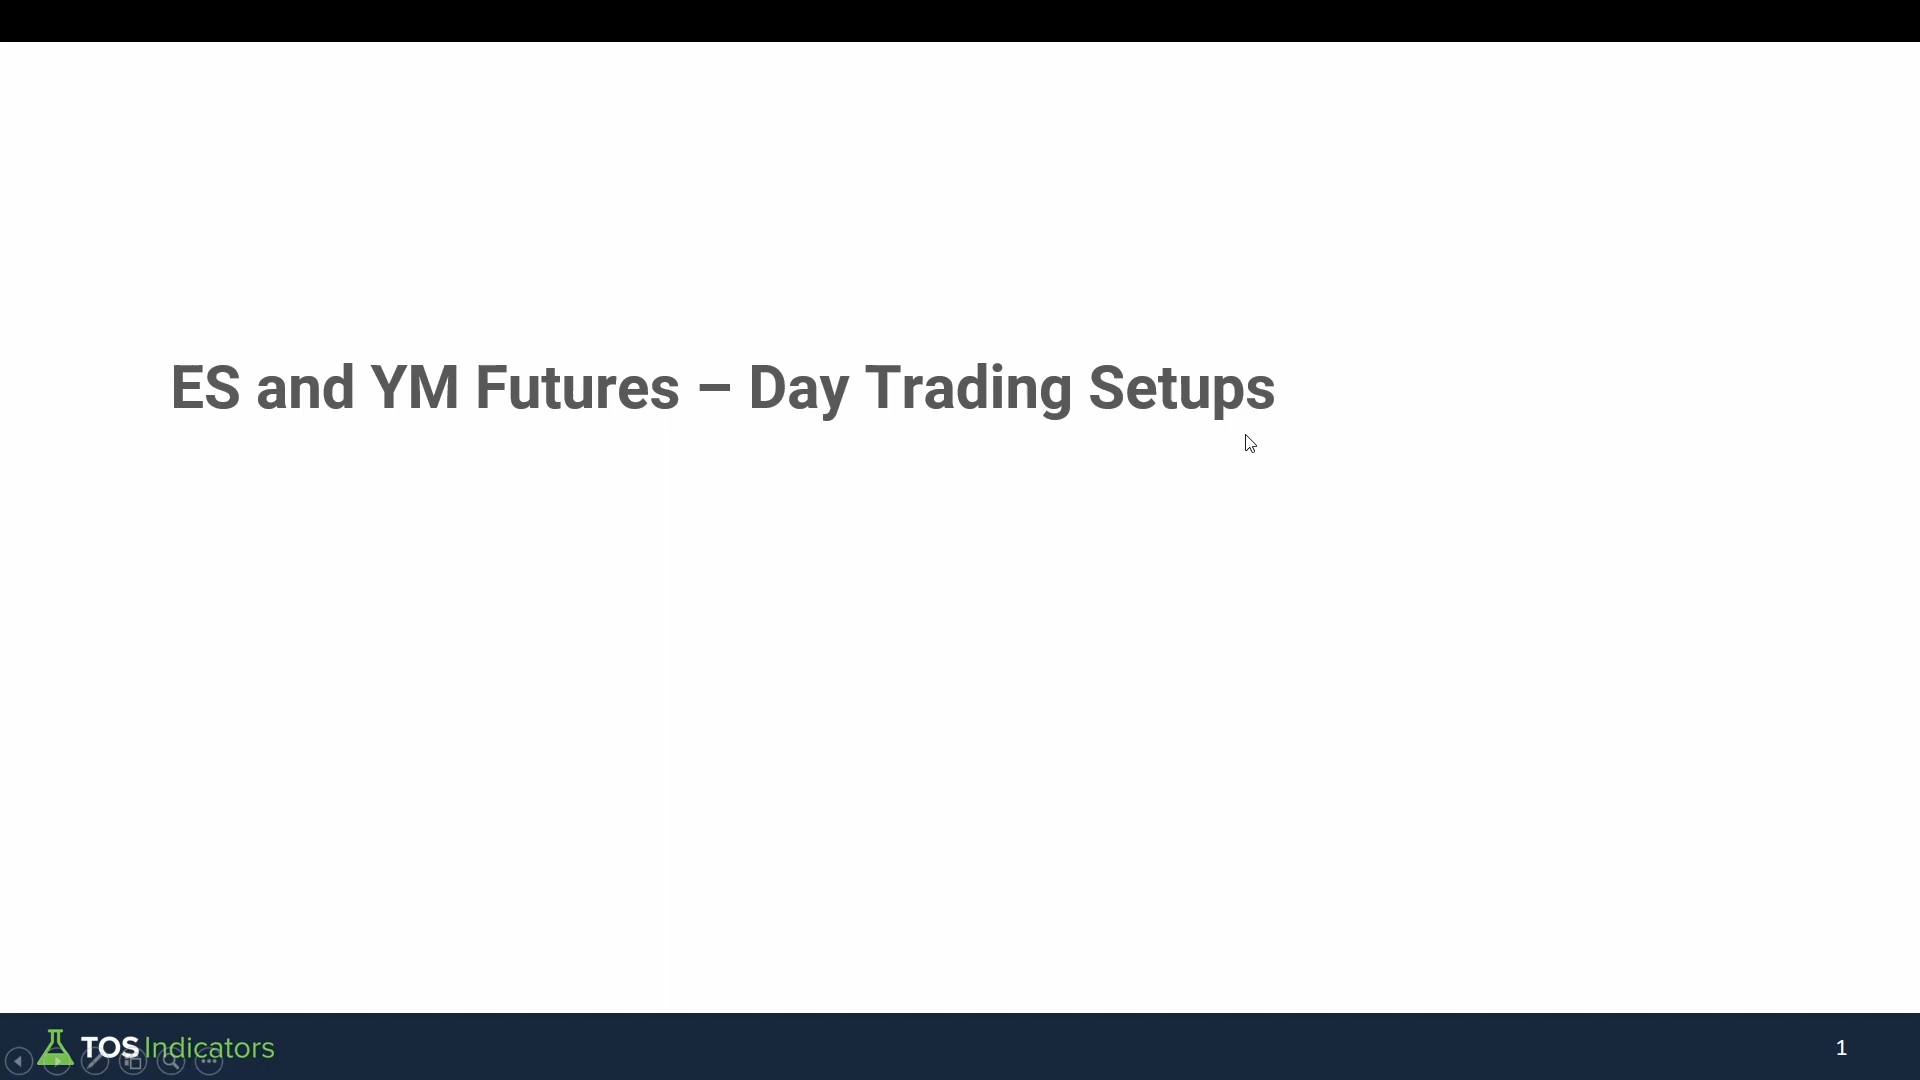 ES and YM Futures – Day Trading Setups
TOS Indicators
1